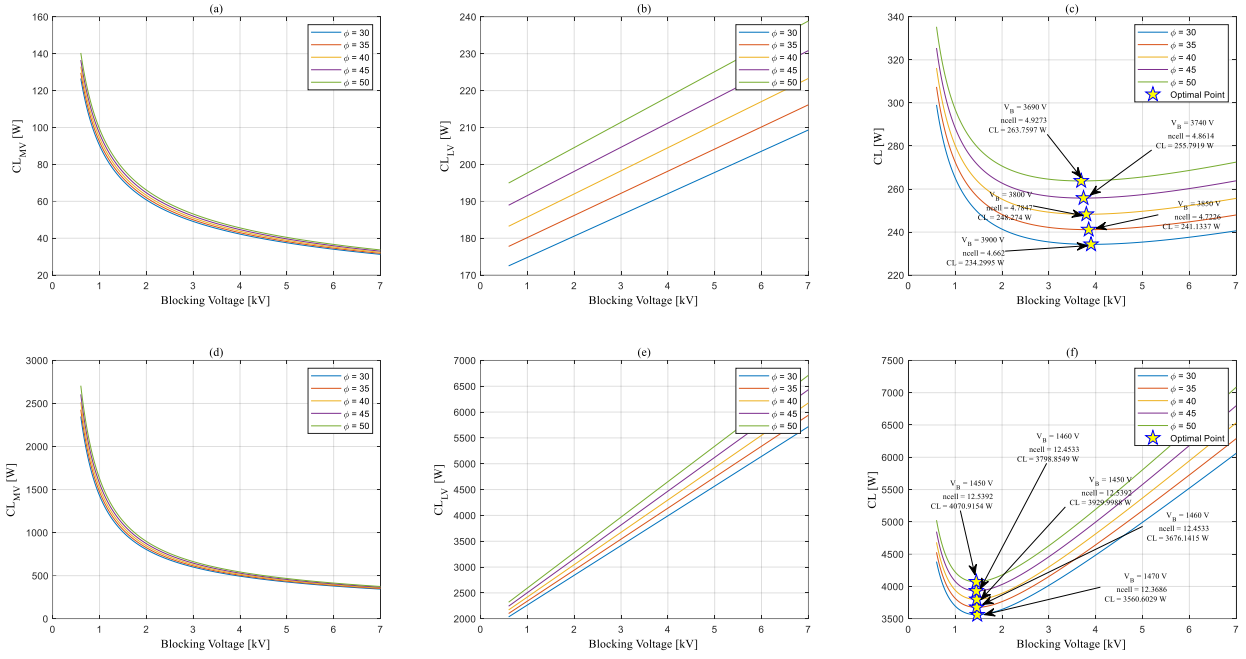 (a)
160
140
120
100
80
60
40
20
0
1
2
3
4
5
6
7
CL_MV [W]
Blocking Voltage [kV]
ϕ = 30
ϕ = 35
ϕ = 40
ϕ = 45
ϕ = 50
(b)
240
230
220
210
200
190
180
170
0
1
2
3
4
5
6
7
CL_LV [W]
Blocking Voltage [kV]
ϕ = 30
ϕ = 35
ϕ = 40
ϕ = 45
ϕ = 50
(c)
340
320
300
280
260
240
220
0
1
2
3
4
5
6
7
CL [W]
Blocking Voltage [kV]
ϕ = 30
ϕ = 35
ϕ = 40
ϕ = 45
ϕ = 50
Optimal Point
V_B = 3690 V
ncell = 4.9273
CL = 263.7597 W
V_B = 3740 V
ncell = 4.8614
CL = 255.7919 W
V_B = 3800 V
ncell = 4.7847
CL = 248.274 W
V_B = 3850 V
ncell = 4.7226
CL = 241.1337 W
V_B = 3900 V
ncell = 4.662
CL = 234.2995 W
(d)
3000
2500
2000
1500
1000
500
0
0
1
2
3
4
5
6
7
CL_MV [W]
Blocking Voltage [kV]
ϕ = 30
ϕ = 35
ϕ = 40
ϕ = 45
ϕ = 50
(e)
7000
6500
6000
5500
5000
4500
4000
3500
3000
2500
2000
0
1
2
3
4
5
6
7
CL_LV [W]
Blocking Voltage [kV]
ϕ = 30
ϕ = 35
ϕ = 40
ϕ = 45
ϕ = 50
(f)
7500
7000
6500
6000
5500
5000
4500
4000
3500
0
1
2
3
4
5
6
7
CL [W]
Blocking Voltage [kV]
ϕ = 30
ϕ = 35
ϕ = 40
ϕ = 45
ϕ = 50
Optimal Point
V_B = 1460 V
ncell = 12.4533
CL = 3798.8549 W
V_B = 1450 V
ncell = 12.5392
CL = 4070.9154 W
V_B = 1450 V
ncell = 12.5392
CL = 3929.9988 W
V_B = 1460 V
ncell = 12.4533
CL = 3676.1415 W
V_B = 1470 V
ncell = 12.3686
CL = 3560.6029 W